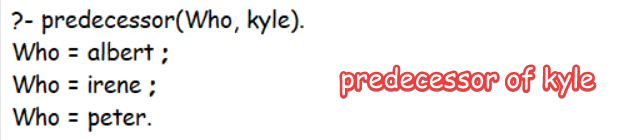 ?- predecessor(Who, kyle).
Who = albert ;
Who = irene ;
predecessor of kyle
Who = peter.